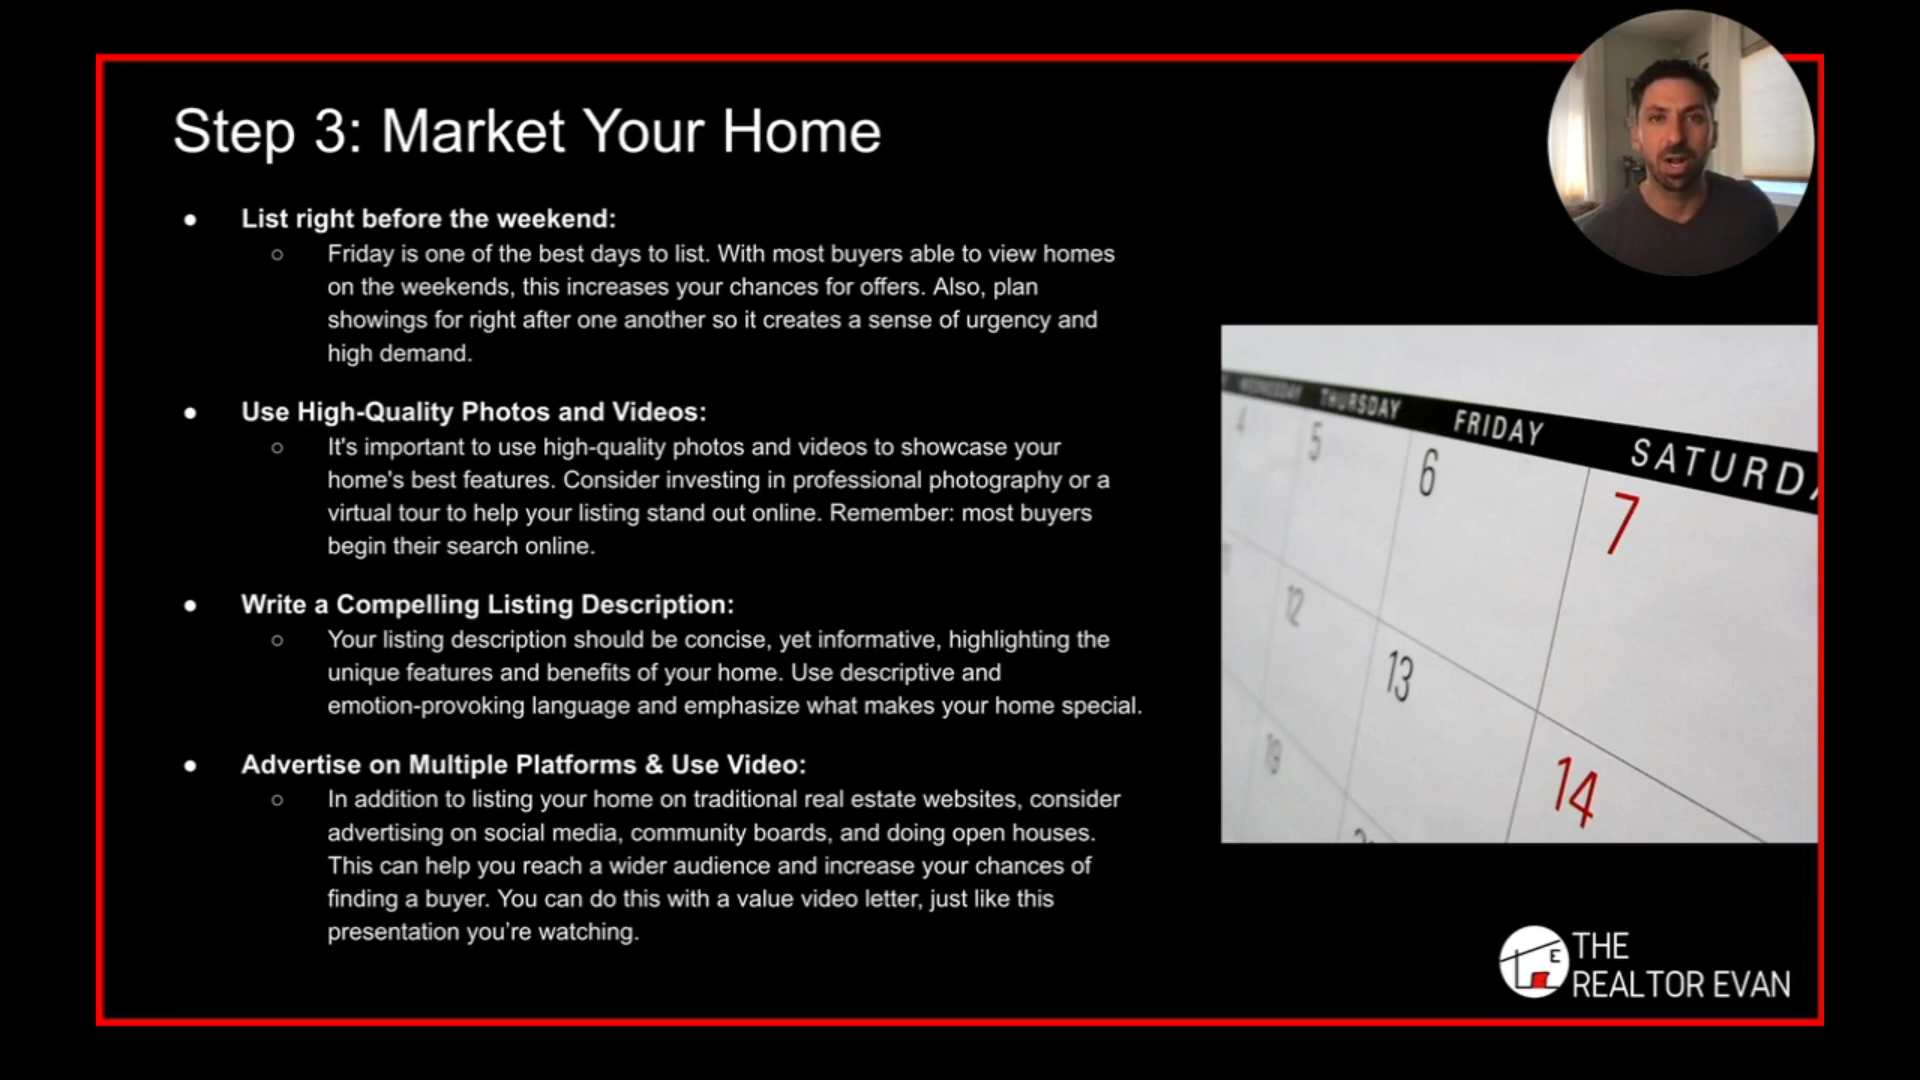 Step 3: Market Your Home
● List right before the weekend:
○ Friday is one of the best days to list. With most buyers able to view homes
on the weekends, this increases your chances for offers. Also, plan
showings for right after one another so it creates a sense of urgency and
high demand.
● Use High-Quality Photos and Videos:
○ It's important to use high-quality photos and videos to showcase your
home's best features. Consider investing in professional photography or a
virtual tour to help your listing stand out online. Remember: most buyers
begin their search online.
● Write a Compelling Listing Description:
○ Your listing description should be concise, yet informative, highlighting the
unique features and benefits of your home. Use descriptive and
emotion-provoking language and emphasize what makes your home special.
● Advertise on Multiple Platforms & Use Video:
○ In addition to listing your home on traditional real estate websites, consider
advertising on social media, community boards, and doing open houses.
This can help you reach a wider audience and increase your chances of
finding a buyer. You can do this with a value video letter, just like this
presentation you’re watching.
WEDNESDAY THURSDAY FRIDAY SATURDA
4 5 6 7
12 13 14
19
E
THE
REALTOR EVAN